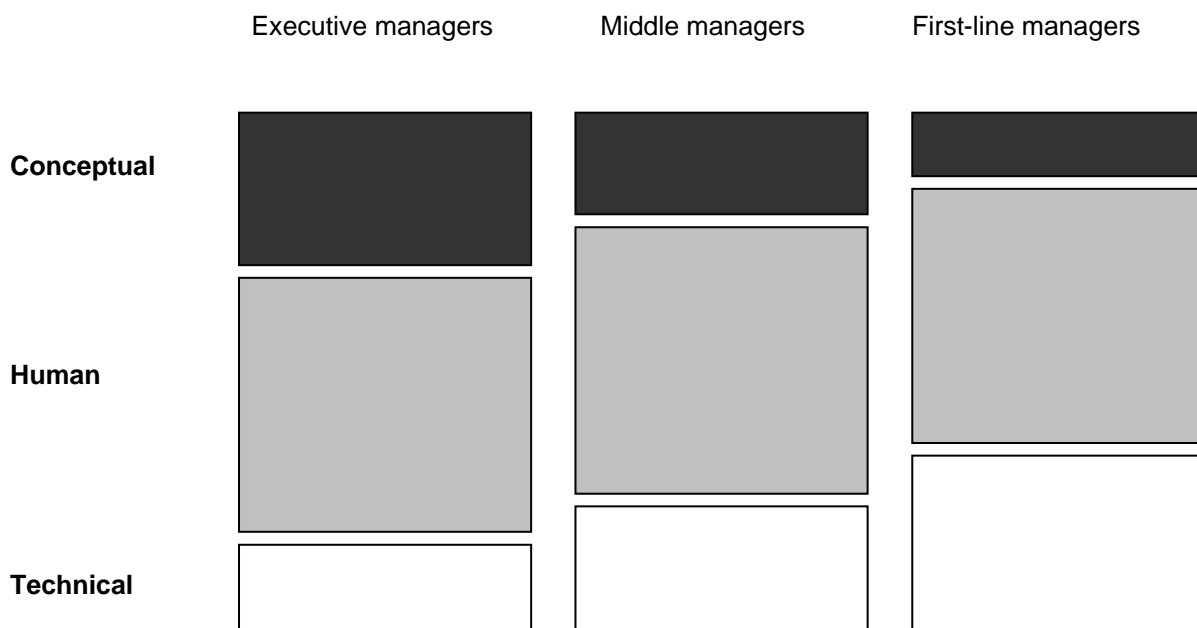 Executive managers Middle managers First-line managers
Conceptual
Human
Technical